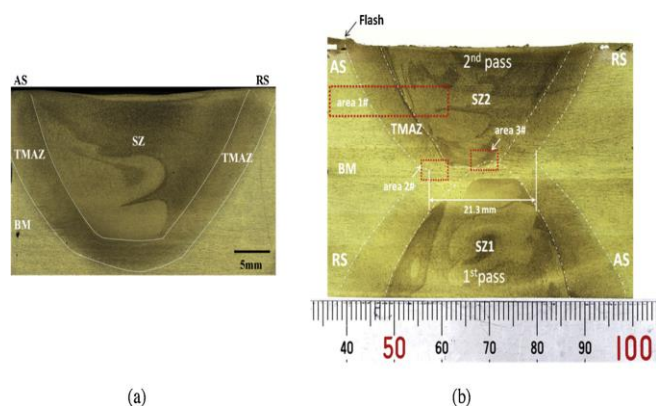 AS
RS
SZ
TMAZ
TMAZ
BM
5mm
(a)
Flash
2nd pass
AS
RS
area 1#
SZ2
TMAZ
area 3#
BM
area 2#
21.3 mm
RS
SZ1
AS
1st pass
40 50 60 70 80 90 100
(b)